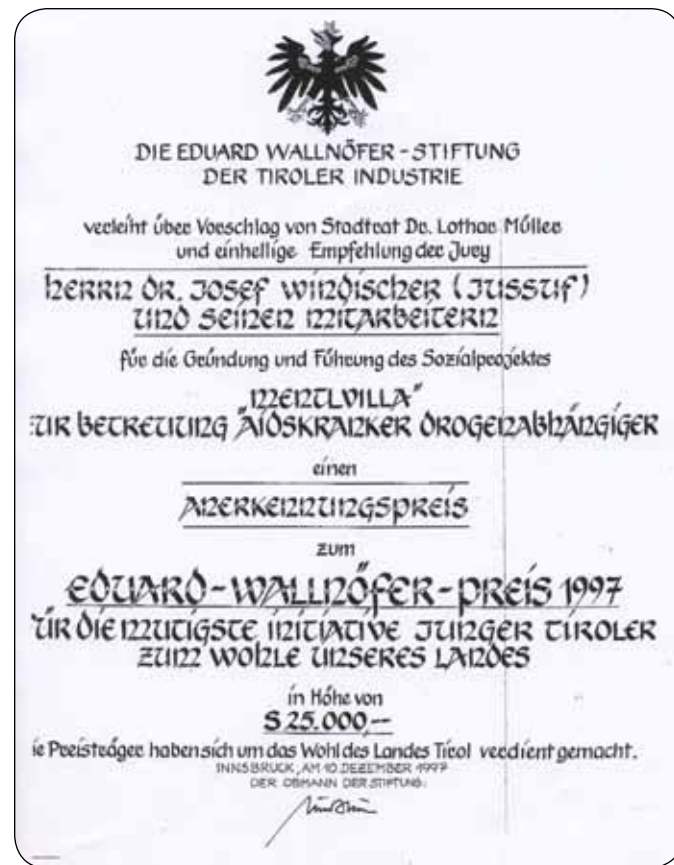 DIE EDUARD WALLNÖFER-STIFTUNG
DER TIROLER INDUSTRIE
verleiht über Vorschlag von Stadtrat Dr. Lothar Müller
und einhellige Empfehlung der Jury
HERRN DR. JOSEF WINDISCHER (JUSSUF)
UND SEINEN MITARBEITERN
für die Gründung und Führung des Sozialprojektes
MENTLVILLA"
ZUR BETREUUNG "AIDSKRANKER DROGENABHÄNGIGER
einen
ANERKENNUNGSPREIS
zum
EDUARD-WALLNÖFER-PREIS 1997
ÜR DIE MUTIGSTE INITIATIVE JUNGER TIROLER
ZUM WOHLE UNSERES LANDES
in Höhe von
S 25.000,--
ie Preisträger haben sich um das Wohl des Landes Tirol verdient gemacht.
INNSBRUCK, AM 10. DEZEMBER 1997
DER OBMANN DER STIFTUNG: